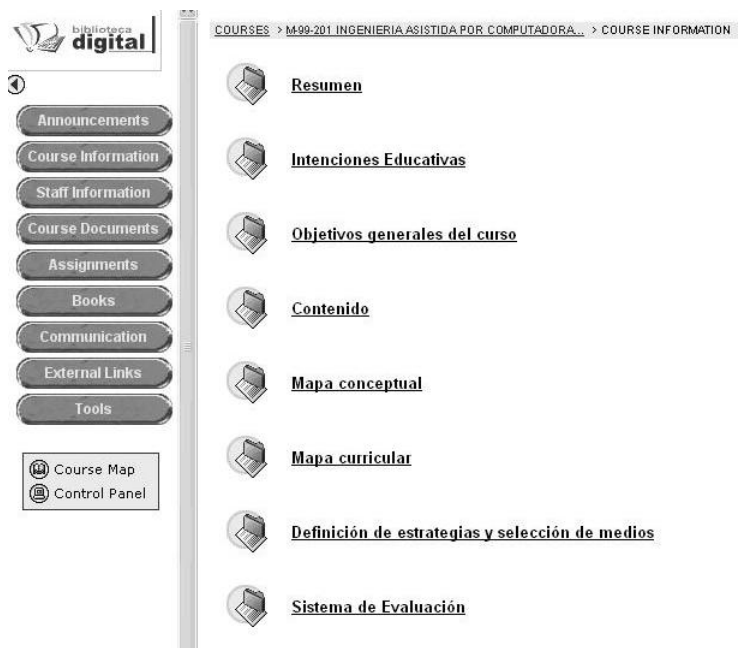 biblioteca
digital
COURSES > M-99-201 INGENIERIA ASISTIDA POR COMPUTADORA... > COURSE INFORMATION
Announcements
Course Information
Staff Information
Course Documents
Assignments
Books
Communication
External Links
Tools
Course Map
Control Panel
Resumen
Intenciones Educativas
Objetivos generales del curso
Contenido
Mapa conceptual
Mapa curricular
Definición de estrategias y selección de medios
Sistema de Evaluación